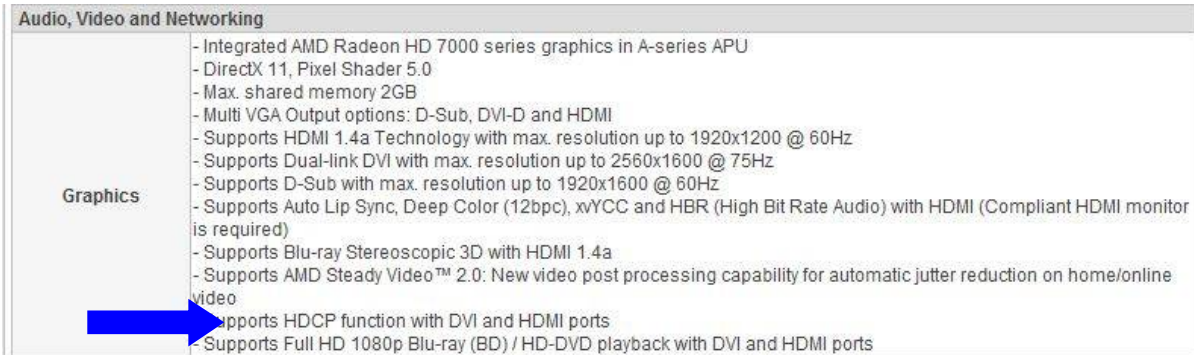 Audio, Video and Networking
Graphics
- Integrated AMD Radeon HD 7000 series graphics in A-series APU
- DirectX 11, Pixel Shader 5.0
- Max. shared memory 2GB
- Multi VGA Output options: D-Sub, DVI-D and HDMI
- Supports HDMI 1.4a Technology with max. resolution up to 1920x1200 @ 60Hz
- Supports Dual-link DVI with max. resolution up to 2560x1600 @ 75Hz
- Supports D-Sub with max. resolution up to 1920x1600 @ 60Hz
- Supports Auto Lip Sync, Deep Color (12bpc), xvYCC and HBR (High Bit Rate Audio) with HDMI (Compliant HDMI monitor
is required)
- Supports Blu-ray Stereoscopic 3D with HDMI 1.4a
- Supports AMD Steady Video™ 2.0: New video post processing capability for automatic jutter reduction on home/online
video
upports HDCP function with DVI and HDMI ports
- Supports Full HD 1080p Blu-ray (BD) / HD-DVD playback with DVI and HDMI ports